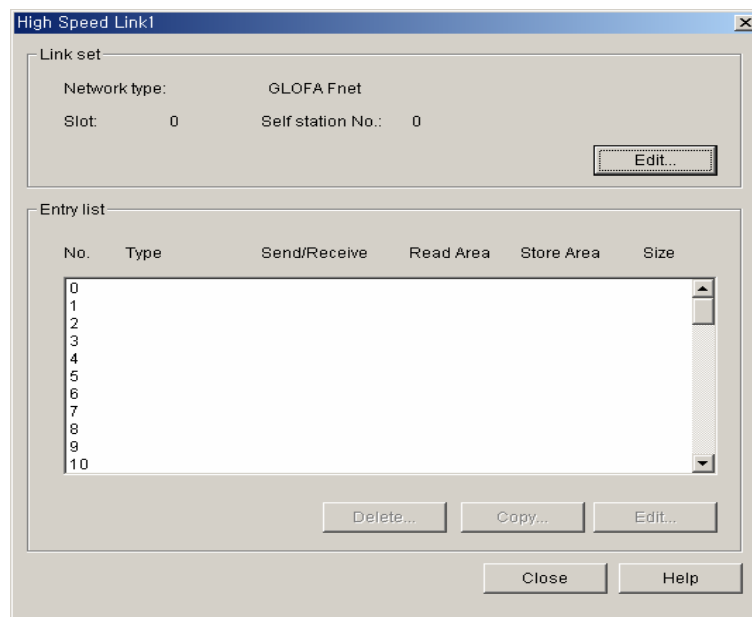 High Speed Link1
Link set
Network type: GLOFA Fnet
Slot: 0 Self station No.: 0
Edit...
Entry list
No. Type Send/Receive Read Area Store Area Size
0
1
2
3
4
5
6
7
8
9
10
Delete... Copy... Edit...
Close Help